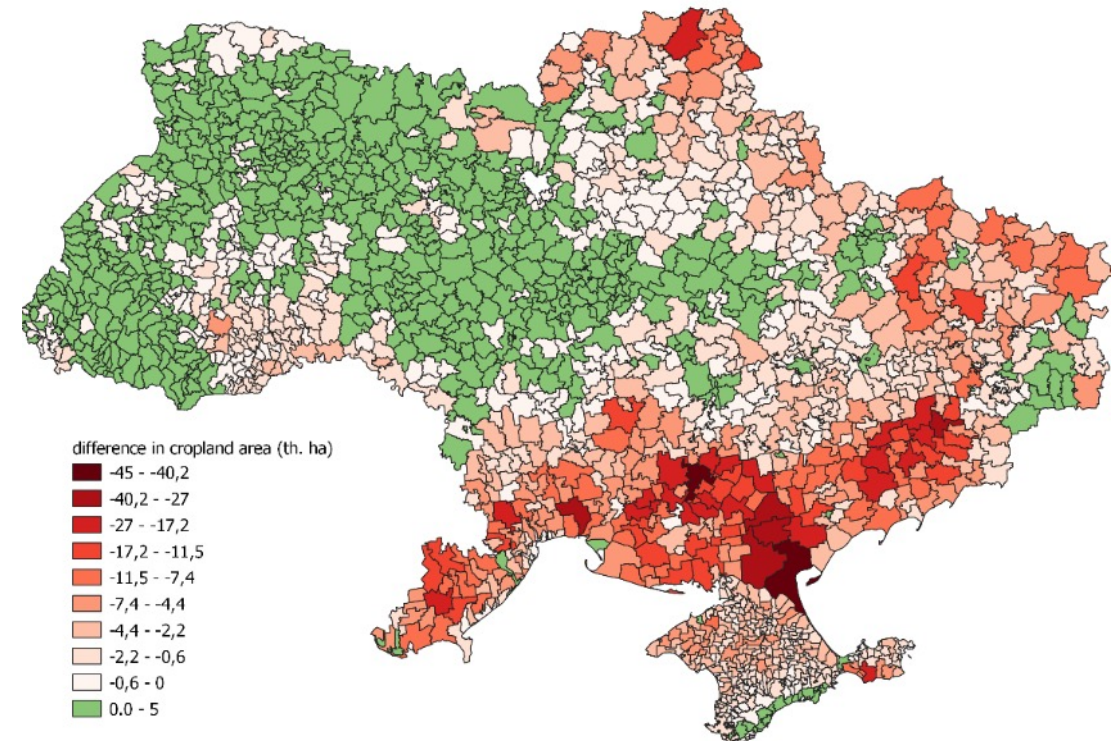 difference in cropland area (th. ha)
-45 - -40,2
-40,2 - -27
-27 - -17,2
-17,2 - -11,5
-11,5 - -7,4
-7,4 - -4,4
-4,4 - -2,2
-2,2 - -0,6
-0,6 - 0
0.0 - 5